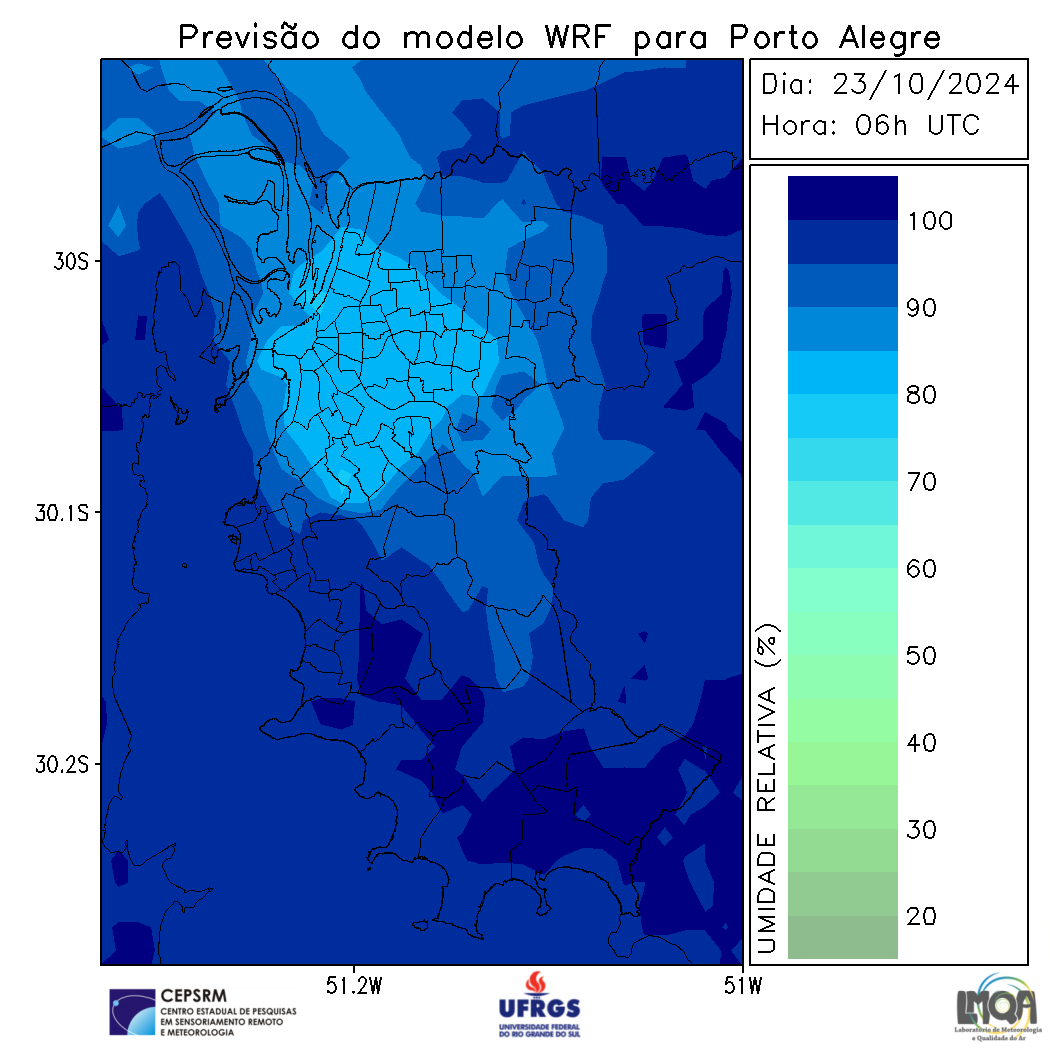 Previsão do modelo WRF para Porto Alegre
Dia: 23/10/2024
Hora: 06h UTC
30S
30.1S
30.2S
51.2W
51W
UMIDADE RELATIVA (%)
100
90
80
70
60
50
40
30
20
CEPSRM
CENTRO ESTADUAL DE PESQUISAS
EM SENSORIAMENTO REMOTO
E METEOROLOGIA
UFRGS
UNIVERSIDADE FEDERAL
DO RIO GRANDE DO SUL
LMQA
Laboratório de Meteorologia
e Qualidade do Ar